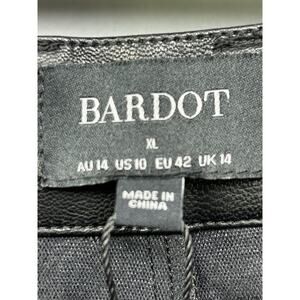 BARDOT
XL
AU 14 US 10 EU 42 UK 14
MADE IN
CHINA